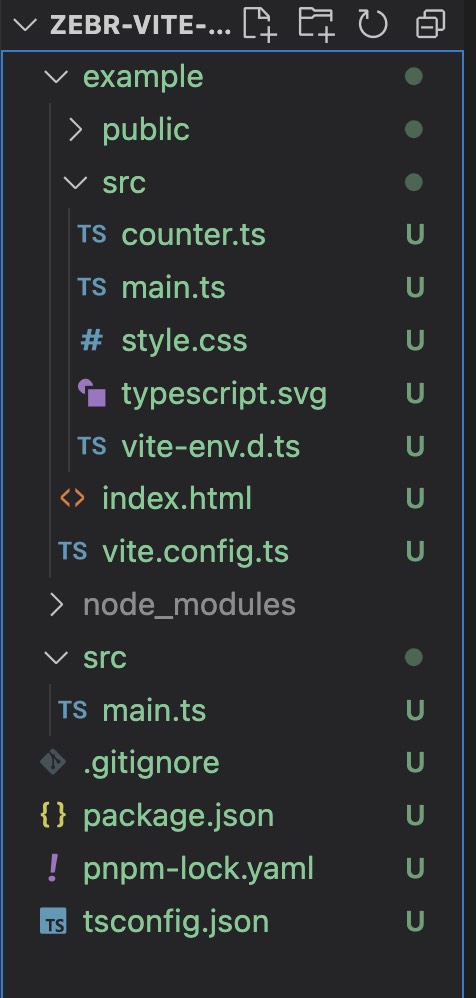 ZEBR-VITE-...
example
public
src
TS counter.ts U
TS main.ts U
# style.css U
typescript.svg U
TS vite-env.d.ts U
<> index.html U
TS vite.config.ts U
node_modules
src
TS main.ts U
.gitignore U
{} package.json U
! pnpm-lock.yaml U
TS tsconfig.json U